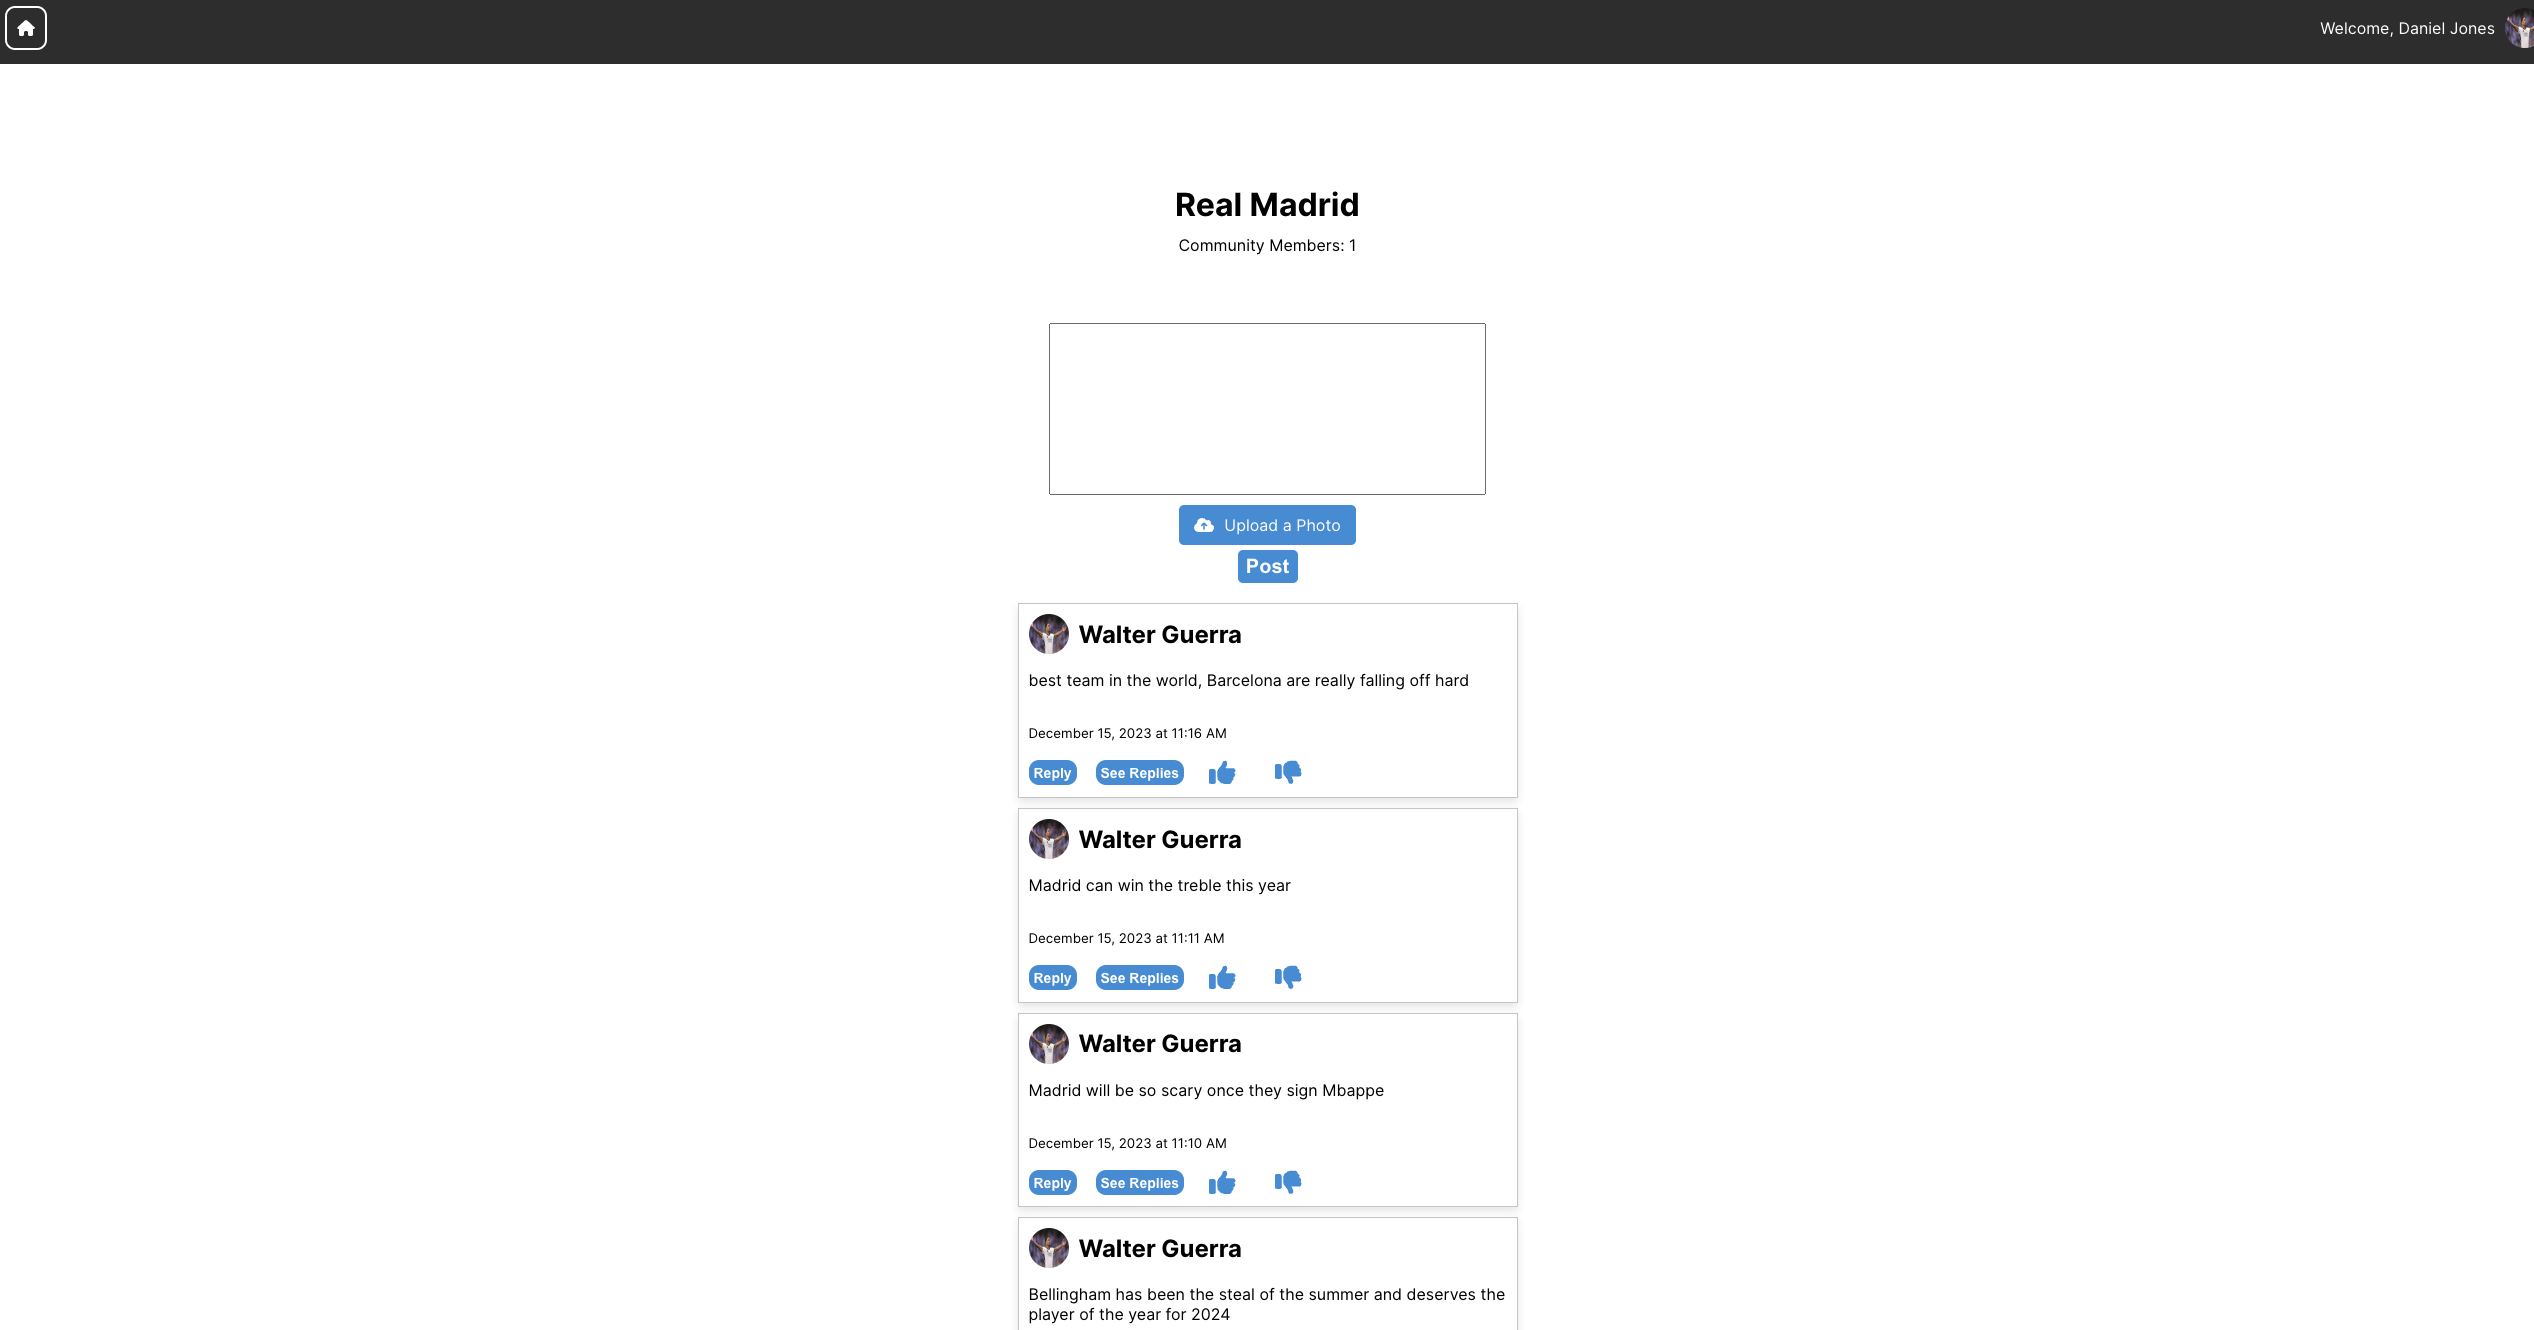 Welcome, Daniel Jones
Real Madrid
Community Members: 1
Upload a Photo
Post
Walter Guerra
best team in the world, Barcelona are really falling off hard
December 15, 2023 at 11:16 AM
Reply See Replies
Walter Guerra
Madrid can win the treble this year
December 15, 2023 at 11:11 AM
Reply See Replies
Walter Guerra
Madrid will be so scary once they sign Mbappe
December 15, 2023 at 11:10 AM
Reply See Replies
Walter Guerra
Bellingham has been the steal of the summer and deserves the
player of the year for 2024